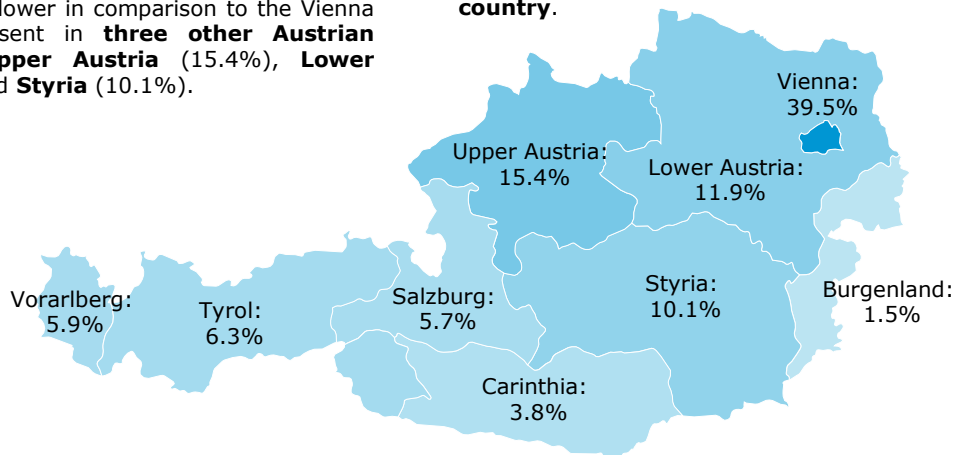 lower in comparison to the Vienna
sent in three other Austrian
pper Austria (15.4%), Lower
d Styria (10.1%).
country.
Vienna:
39.5%
Upper Austria:
15.4%
Lower Austria:
11.9%
Styria:
10.1%
Burgenland:
1.5%
Vorarlberg:
5.9%
Tyrol:
6.3%
Salzburg:
5.7%
Carinthia:
3.8%